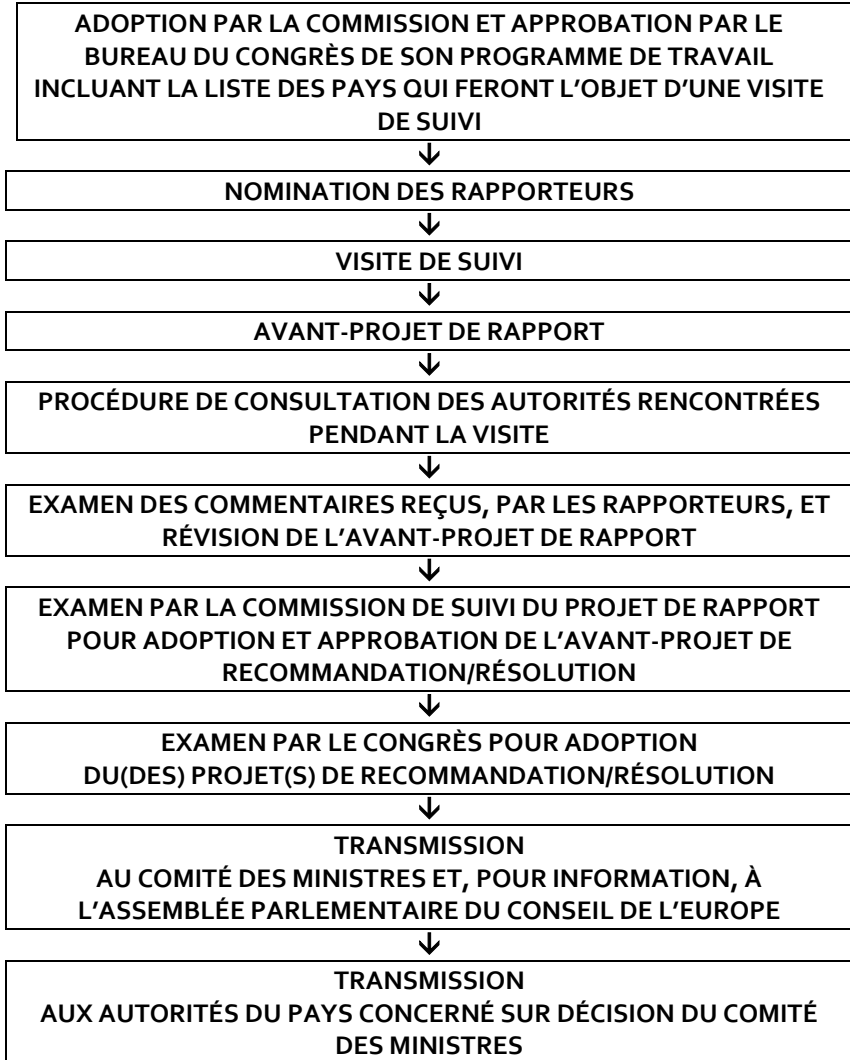 ADOPTION PAR LA COMMISSION ET APPROBATION PAR LE
BUREAU DU CONGRÈS DE SON PROGRAMME DE TRAVAIL
INCLUANT LA LISTE DES PAYS QUI FERONT L’OBJET D’UNE VISITE
DE SUIVI
NOMINATION DES RAPPORTEURS
VISITE DE SUIVI
AVANT-PROJET DE RAPPORT
PROCÉDURE DE CONSULTATION DES AUTORITÉS RENCONTRÉES
PENDANT LA VISITE
EXAMEN DES COMMENTAIRES REÇUS, PAR LES RAPPORTEURS, ET
RÉVISION DE L’AVANT-PROJET DE RAPPORT
EXAMEN PAR LA COMMISSION DE SUIVI DU PROJET DE RAPPORT
POUR ADOPTION ET APPROBATION DE L’AVANT-PROJET DE
RECOMMANDATION/RÉSOLUTION
EXAMEN PAR LE CONGRÈS POUR ADOPTION
DU(DES) PROJET(S) DE RECOMMANDATION/RÉSOLUTION
TRANSMISSION
AU COMITÉ DES MINISTRES ET, POUR INFORMATION, À
L’ASSEMBLÉE PARLEMENTAIRE DU CONSEIL DE L’EUROPE
TRANSMISSION
AUX AUTORITÉS DU PAYS CONCERNÉ SUR DÉCISION DU COMITÉ
DES MINISTRES